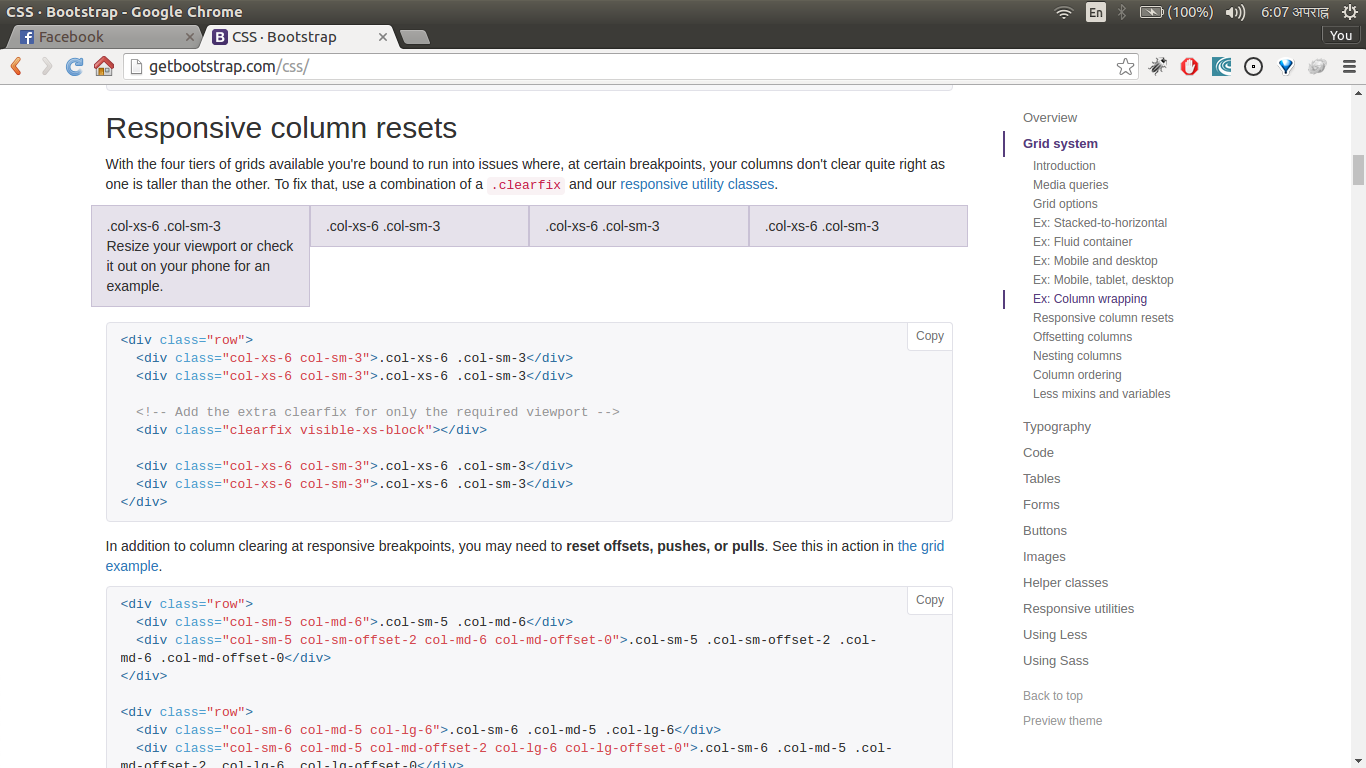 CSS · Bootstrap - Google Chrome
En
(100%)
6:07 अपराह्न
Facebook
CSS · Bootstrap
You
getbootstrap.com/css/
Responsive column resets
With the four tiers of grids available you're bound to run into issues where, at certain breakpoints, your columns don't clear quite right as
one is taller than the other. To fix that, use a combination of a .clearfix and our responsive utility classes.
.col-xs-6 .col-sm-3
Resize your viewport or check
it out on your phone for an
example.
.col-xs-6 .col-sm-3
.col-xs-6 .col-sm-3
.col-xs-6 .col-sm-3
Copy
<div class="row">
  <div class="col-xs-6 col-sm-3">.col-xs-6 .col-sm-3</div>
  <div class="col-xs-6 col-sm-3">.col-xs-6 .col-sm-3</div>
  <!-- Add the extra clearfix for only the required viewport -->
  <div class="clearfix visible-xs-block"></div>
  <div class="col-xs-6 col-sm-3">.col-xs-6 .col-sm-3</div>
  <div class="col-xs-6 col-sm-3">.col-xs-6 .col-sm-3</div>
</div>
In addition to column clearing at responsive breakpoints, you may need to reset offsets, pushes, or pulls. See this in action in the grid
example.
Copy
<div class="row">
  <div class="col-sm-5 col-md-6">.col-sm-5 .col-md-6</div>
  <div class="col-sm-5 col-sm-offset-2 col-md-6 col-md-offset-0">.col-sm-5 .col-sm-offset-2 .col-
md-6 .col-md-offset-0</div>
</div>
<div class="row">
  <div class="col-sm-6 col-md-5 col-lg-6">.col-sm-6 .col-md-5 .col-lg-6</div>
  <div class="col-sm-6 col-md-5 col-md-offset-2 col-lg-6 col-lg-offset-0">.col-sm-6 .col-md-5 .col-
md-offset-2 .col-lg-6 .col-lg-offset-0</div>
Overview
Grid system
Introduction
Media queries
Grid options
Ex: Stacked-to-horizontal
Ex: Fluid container
Ex: Mobile and desktop
Ex: Mobile, tablet, desktop
Ex: Column wrapping
Responsive column resets
Offsetting columns
Nesting columns
Column ordering
Less mixins and variables
Typography
Code
Tables
Forms
Buttons
Images
Helper classes
Responsive utilities
Using Less
Using Sass
Back to top
Preview theme